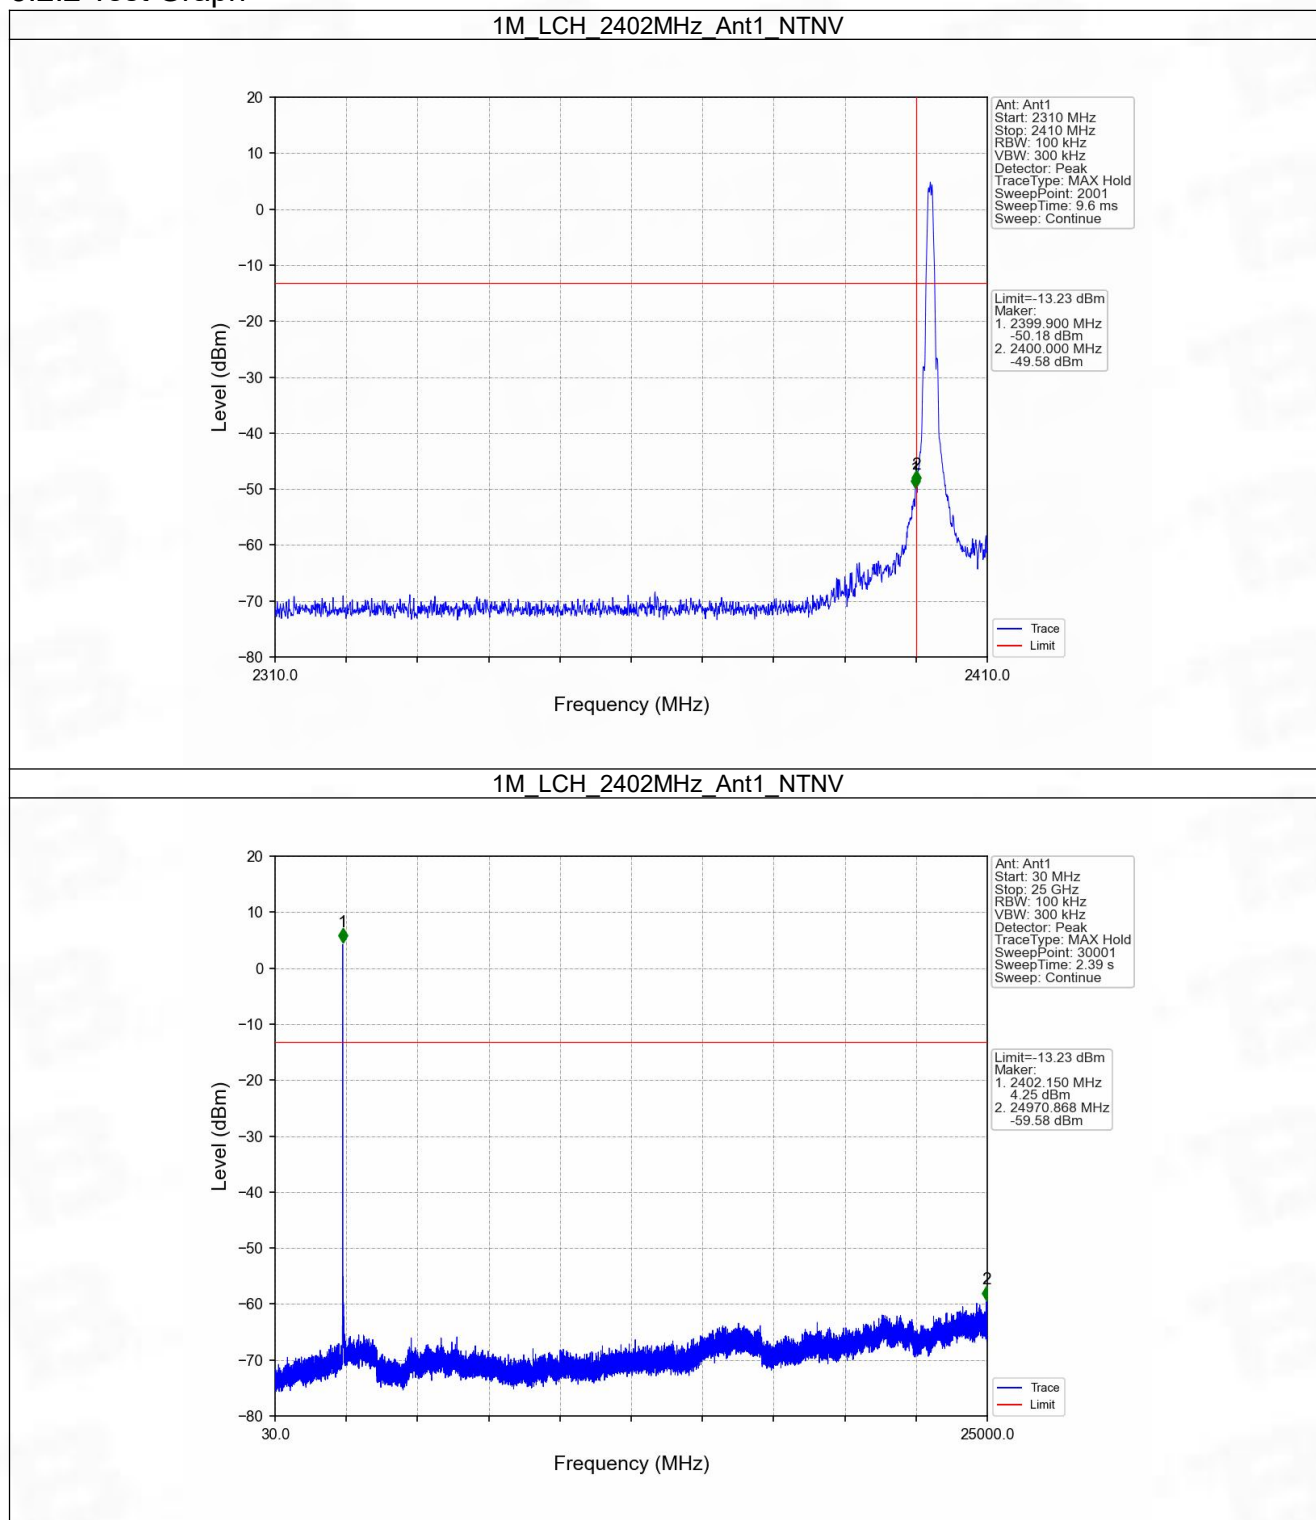 1M_LCH_2402MHz_Ant1_NTNV
20
10
0
−10
−20
−30
−40
−50
−60
−70
−80
Level (dBm)
2
2310.0
2410.0
Frequency (MHz)
Ant: Ant1
Start: 2310 MHz
Stop: 2410 MHz
RBW: 100 kHz
VBW: 300 kHz
Detector: Peak
TraceType: MAX Hold
SweepPoint: 2001
SweepTime: 9.6 ms
Sweep: Continue
Limit=-13.23 dBm
Maker:
1. 2399.900 MHz
-50.18 dBm
2. 2400.000 MHz
-49.58 dBm
Trace
Limit
1M_LCH_2402MHz_Ant1_NTNV
20
10
0
−10
−20
−30
−40
−50
−60
−70
−80
Level (dBm)
1
2
30.0
25000.0
Frequency (MHz)
Ant: Ant1
Start: 30 MHz
Stop: 25 GHz
RBW: 100 kHz
VBW: 300 kHz
Detector: Peak
TraceType: MAX Hold
SweepPoint: 30001
SweepTime: 2.39 s
Sweep: Continue
Limit=-13.23 dBm
Maker:
1. 2402.150 MHz
4.25 dBm
2. 24970.868 MHz
-59.58 dBm
Trace
Limit